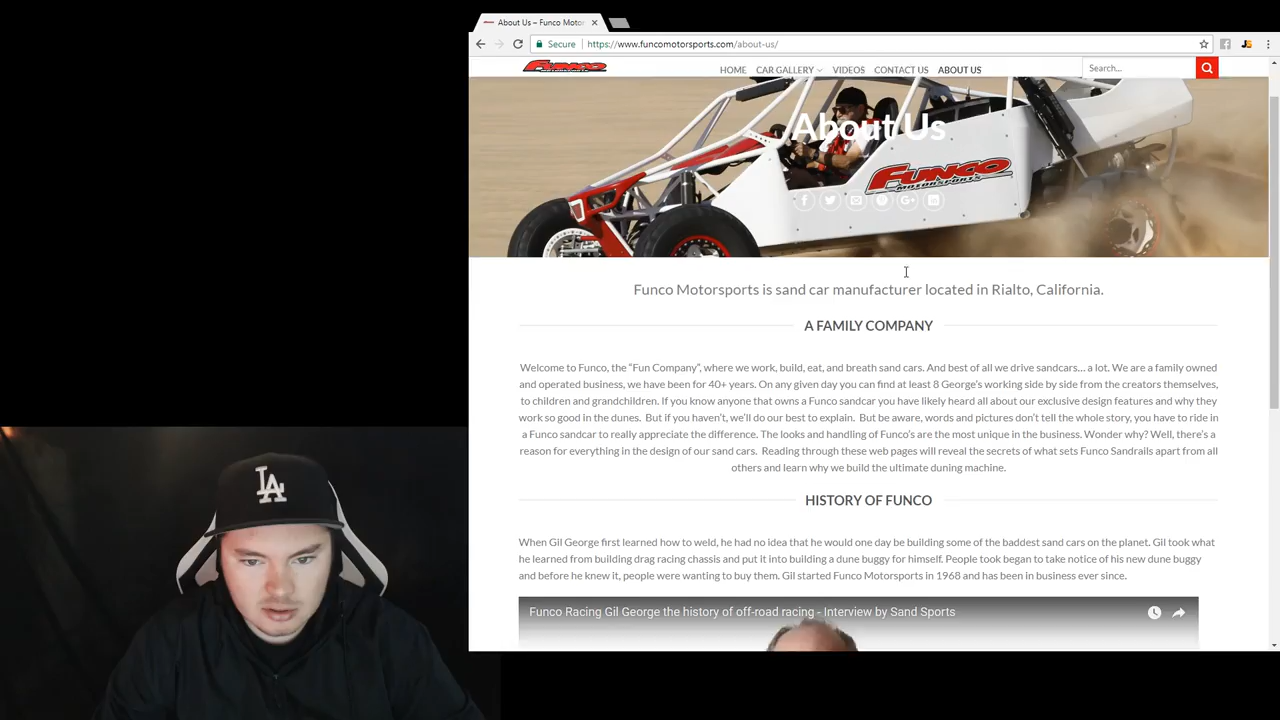 About Us ~ Funco Motor
Secure https://www.funcomotorsports.com/about-us/
FUNCO
MOTORSPORTS
HOME CAR GALLERY VIDEOS CONTACT US ABOUT US
Search...
About Us
FUNCO
MOTORSPORTS
Funco Motorsports is sand car manufacturer located in Rialto, California.
A FAMILY COMPANY
Welcome to Funco, the “Fun Company”, where we work, build, eat, and breath sand cars. And best of all we drive sandcars… a lot. We are a family owned
and operated business, we have been for 40+ years. On any given day you can find at least 8 George’s working side by side from the creators themselves,
to children and grandchildren. If you know anyone that owns a Funco sandcar you have likely heard all about our exclusive design features and why they
work so good in the dunes. But if you haven’t, we’ll do our best to explain. But be aware, words and pictures don’t tell the whole story, you have to ride in
a Funco sandcar to really appreciate the difference. The looks and handling of Funco’s are the most unique in the business. Wonder why? Well, there’s a
reason for everything in the design of our sand cars. Reading through these web pages will reveal the secrets of what sets Funco Sandrails apart from all
others and learn why we build the ultimate duning machine.
HISTORY OF FUNCO
When Gil George first learned how to weld, he had no idea that he would one day be building some of the baddest sand cars on the planet. Gil took what
he learned from building drag racing chassis and put it into building a dune buggy for himself. People took began to take notice of his new dune buggy
and before he knew it, people were wanting to buy them. Gil started Funco Motorsports in 1968 and has been in business ever since.
Funco Racing Gil George the history of off-road racing - Interview by Sand Sports
LA